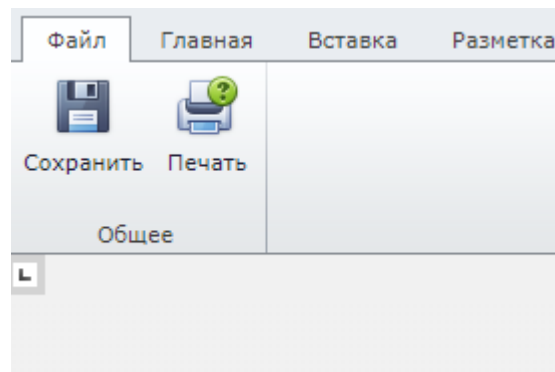 Файл Главная Вставка Разметка
Сохранить Печать
Общее